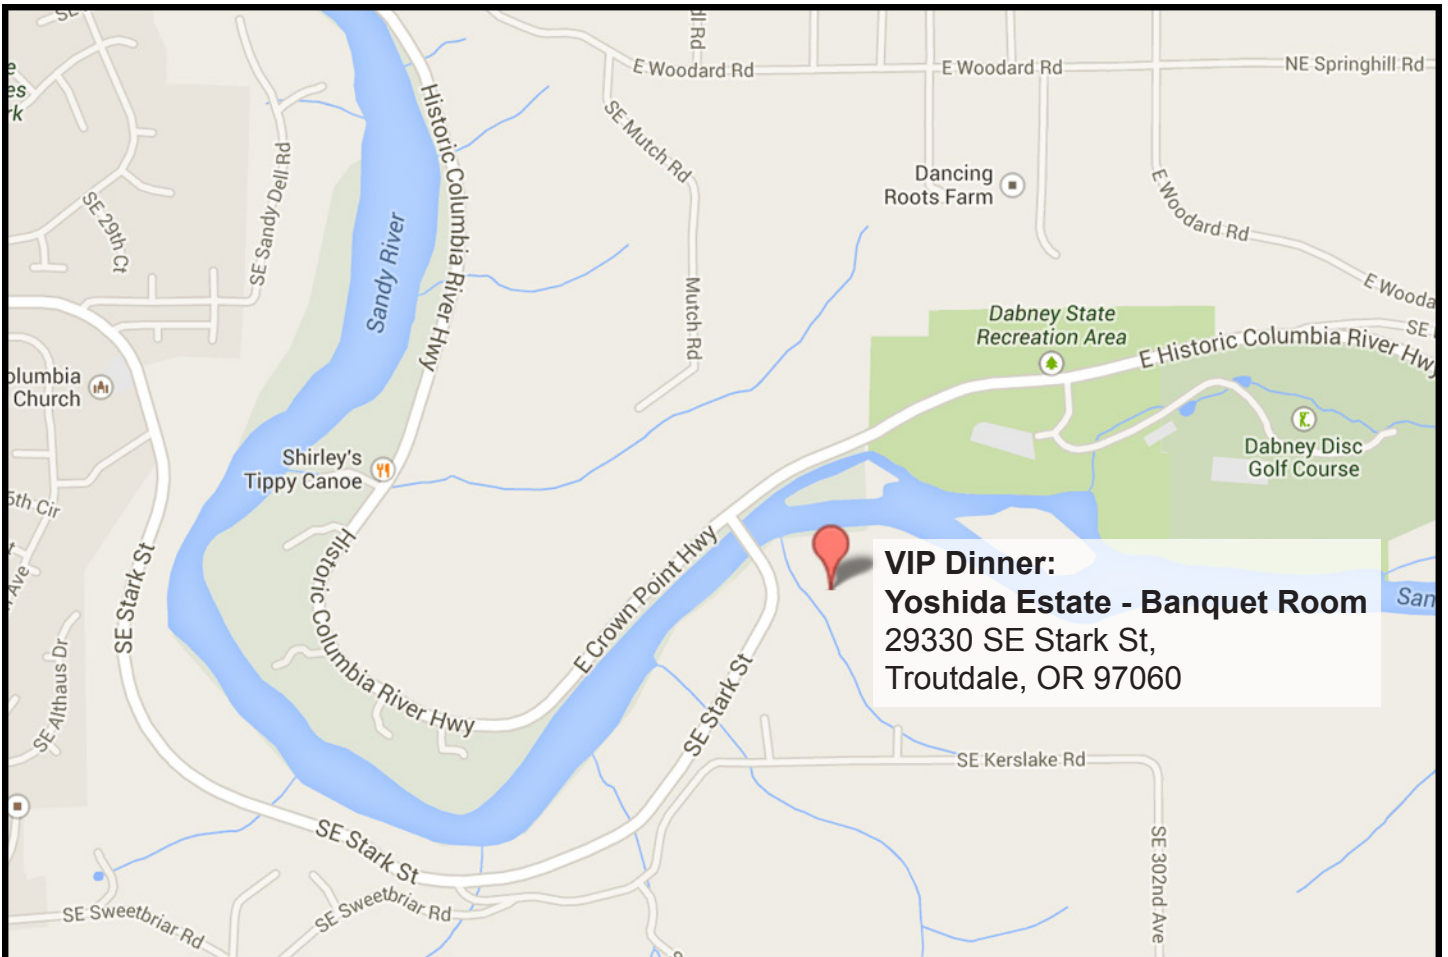 E Woodard Rd
E Woodard Rd
NE Springhill Rd
Historic Columbia River Hwy
SE Mutch Rd
SE 29th Ct
SE Sandy Dell Rd
Sandy River
Dancing
Roots Farm
E Woodard Rd
Mutch Rd
Dabney State
Recreation Area
E Historic Columbia River Hwy
Church
Shirley's
Tippy Canoe
Dabney Disc
Golf Course
SE Stark St
Historic Columbia River Hwy
E Crown Point Hwy
VIP Dinner:
Yoshida Estate - Banquet Room
29330 SE Stark St,
Troutdale, OR 97060
SE Althaus Dr
SE Stark St
SE Kerslake Rd
SE Stark St
SE 302nd Ave
SE Sweetbriar Rd
SE Sweetbriar Rd